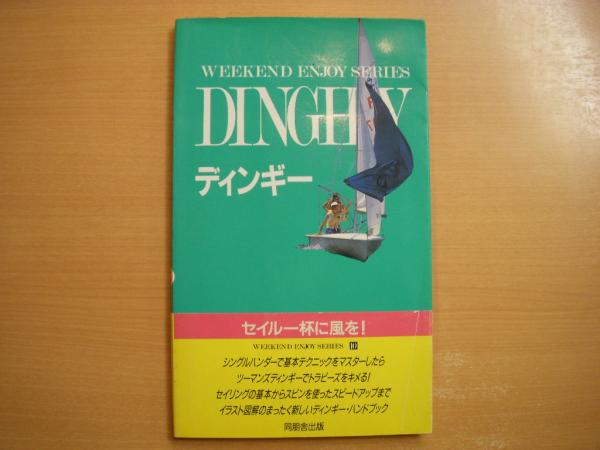 WEEKEND ENJOY SERIES
DINGHY
ディンギー
セイル一杯に風を!
WEEKEND ENJOY SERIES 10
シングルハンダーで基本テクニックをマスターしたら
ツーマンズディンギーでトラピーズをキメる!
セイリングの基本からスピンを使ったスピードアップまで
イラスト図解のまったく新しいディンギー・ハンドブック
同朋舎出版